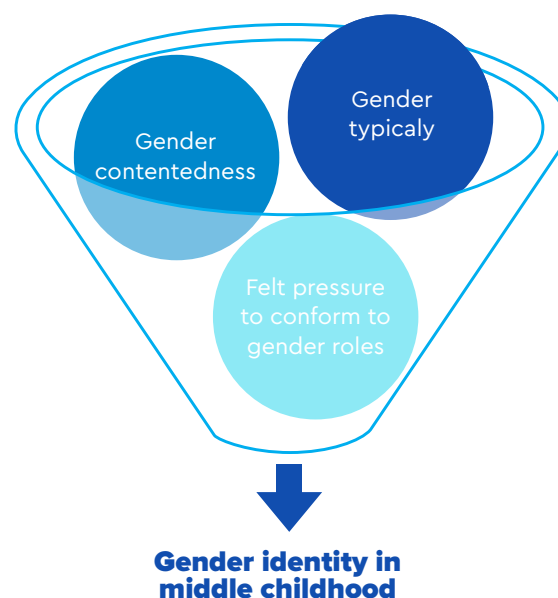 Gender
contentedness
Gender
typicaly
Felt pressure
to conform to
gender roles
Gender identity in
middle childhood